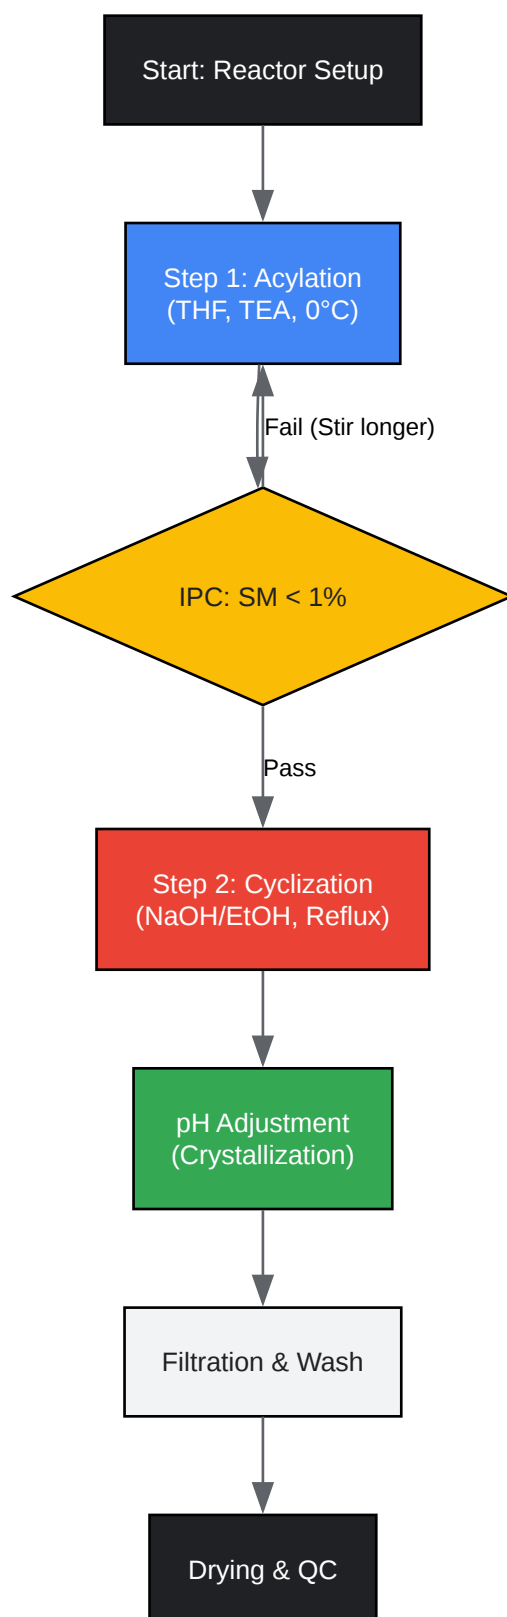 Start: Reactor Setup
Step 1: Acylation
(THF, TEA, 0°C)
Fail (Stir longer)
IPC: SM < 1%
Pass
Step 2: Cyclization
(NaOH/EtOH, Reflux)
pH Adjustment
(Crystallization)
Filtration & Wash
Drying & QC